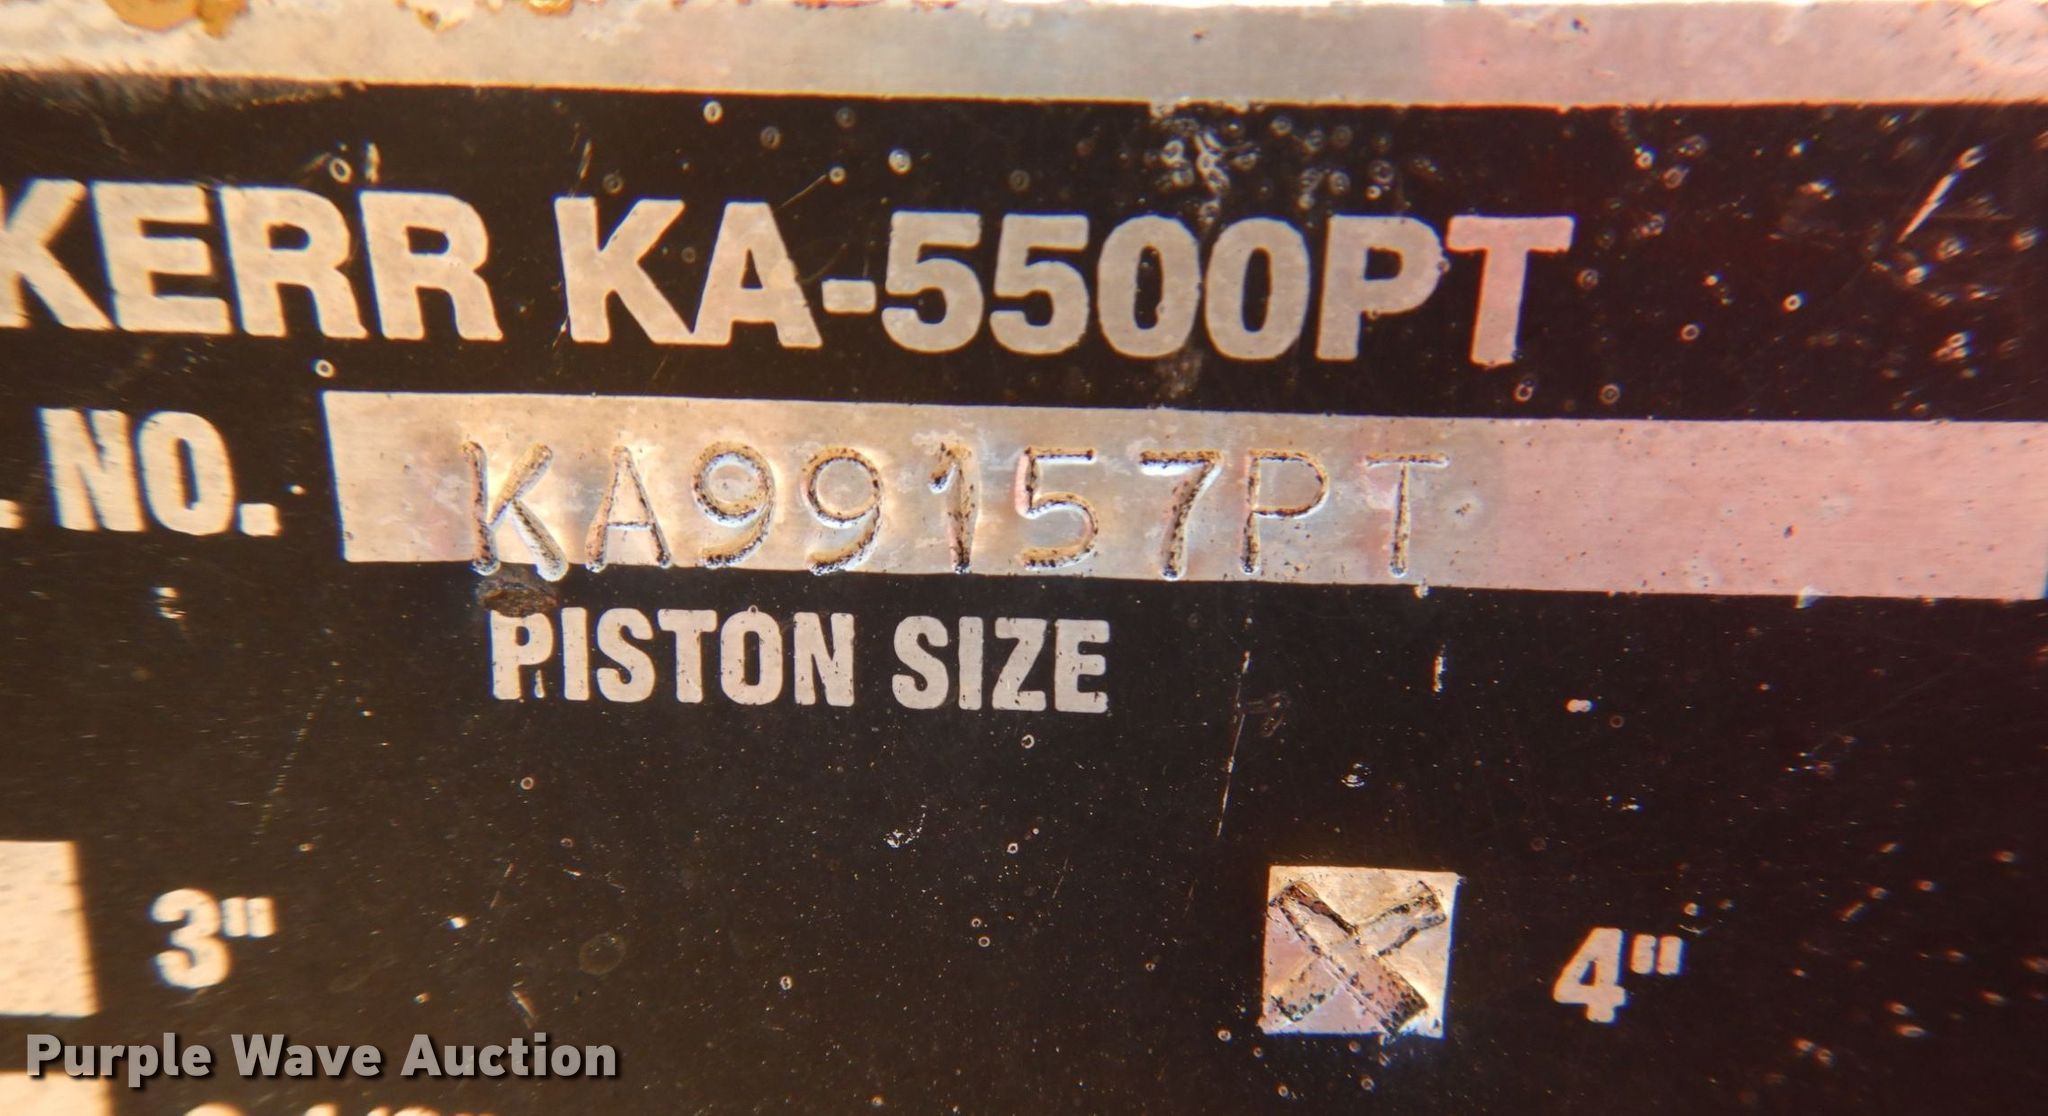 KERR KA-5500PT
. NO. KA99157PT
PISTON SIZE
3" 4"
Purple Wave Auction